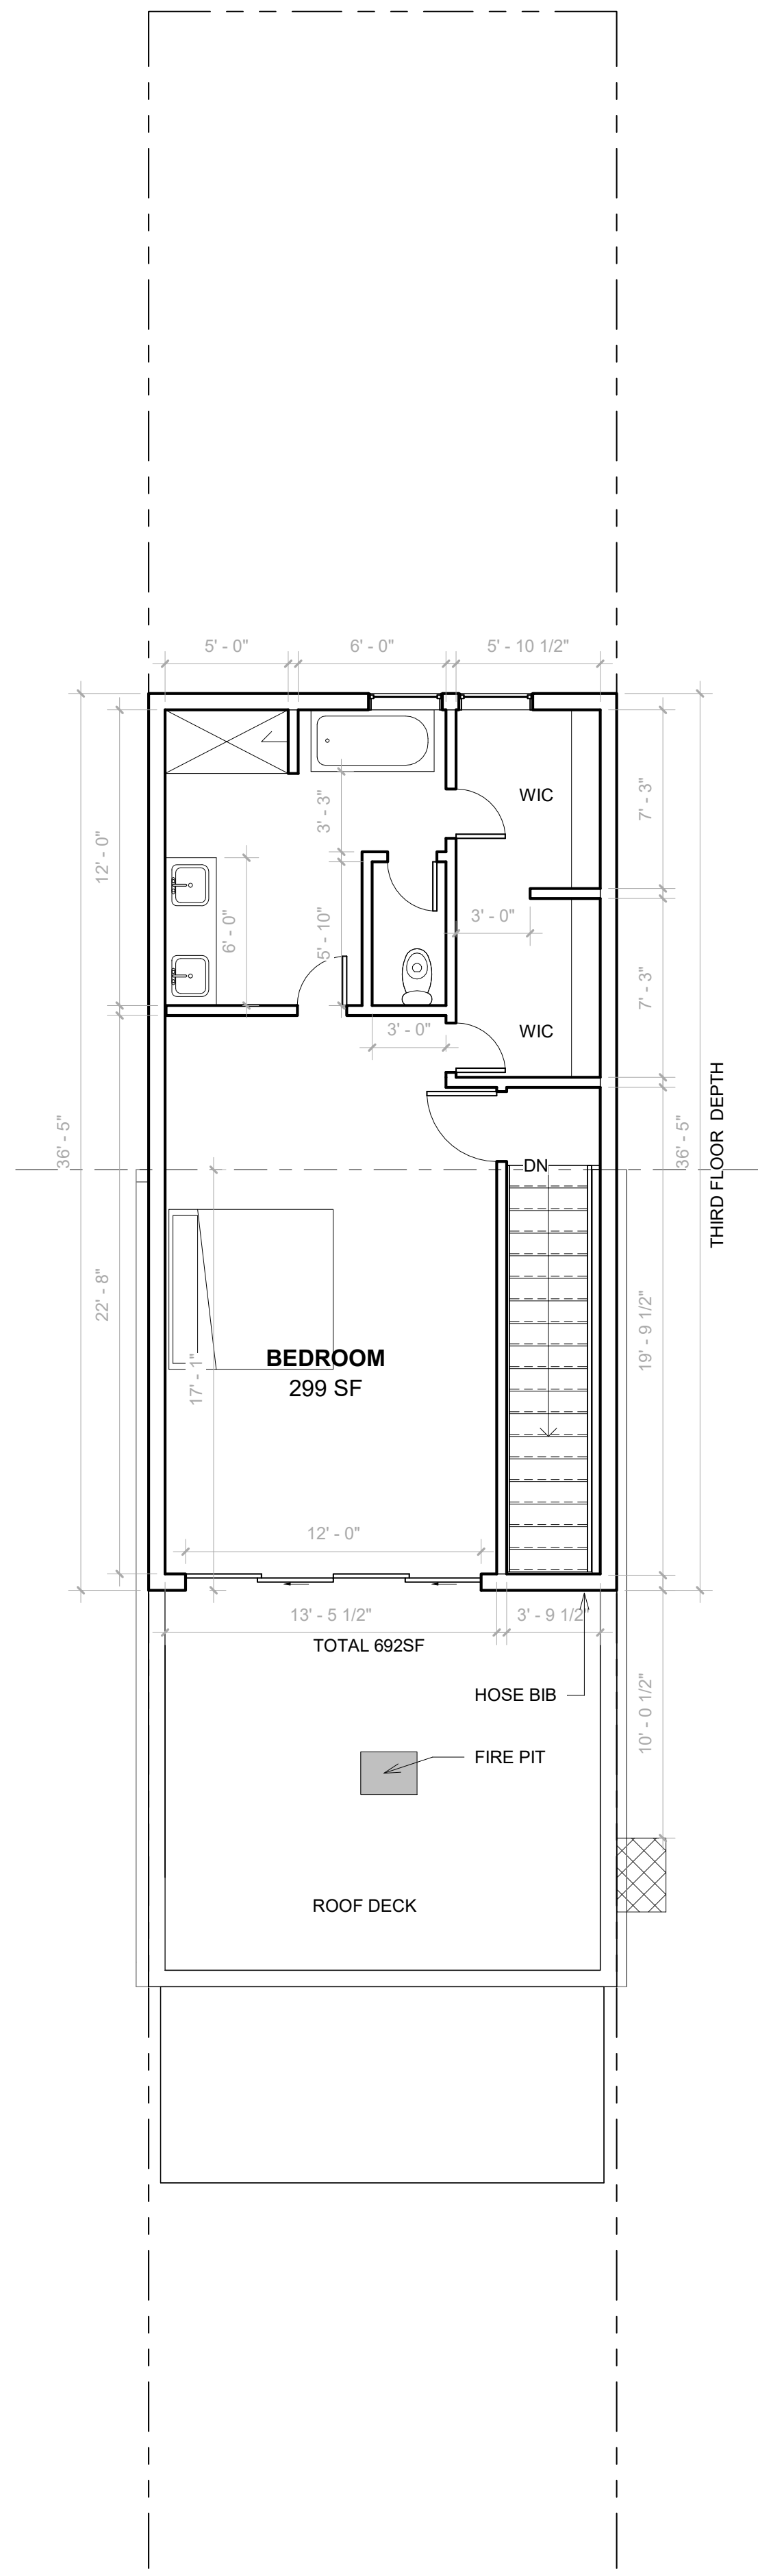 5' - 0"
6' - 0"
5' - 10 1/2"
WIC
7' - 3"
3' - 3"
12' - 0"
6' - 0"
5' - 10"
3' - 0"
7' - 3"
3' - 0"
WIC
36' - 5"
36' - 5"
THIRD FLOOR DEPTH
DN
22' - 8"
19' - 9 1/2"
17' - 1"
BEDROOM
299 SF
12' - 0"
13' - 5 1/2"
3' - 9 1/2"
TOTAL 692SF
HOSE BIB
10' - 0 1/2"
FIRE PIT
ROOF DECK